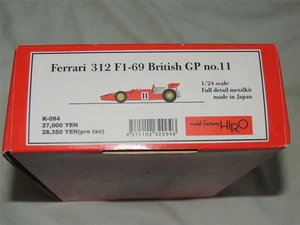 Ferrari 312 F1-69 British GP no.11
1/24 scale
Full detail metalkit
made in Japan
11
K-094
27,000 YEN
28,350 YEN(pre tax)
model factory HIRO